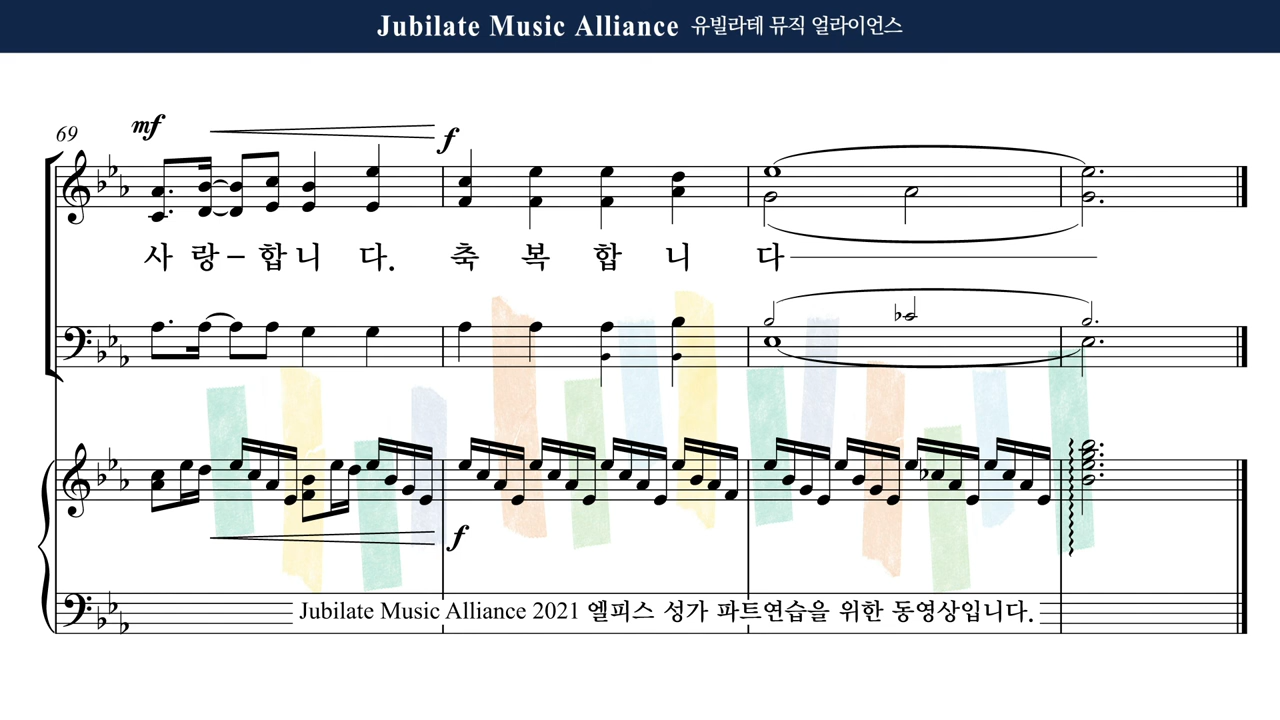 Jubilate Music Alliance 유빌라테 뮤직 얼라이언스
69
mf
f
사 랑 – 합 니 다. 축 복 합 니 다
f
Jubilate Music Alliance 2021 엘피스 성가 파트연습을 위한 동영상입니다.